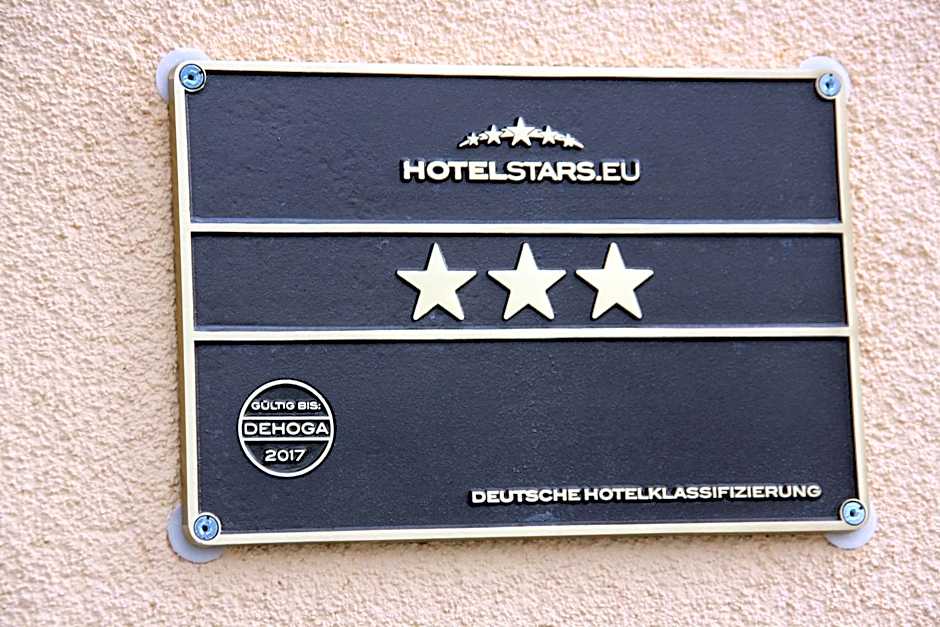 HOTELSTARS.EU
GÜLTIG BIS:
DEHOGA
2017
DEUTSCHE HOTELKLASSIFIZIERUNG